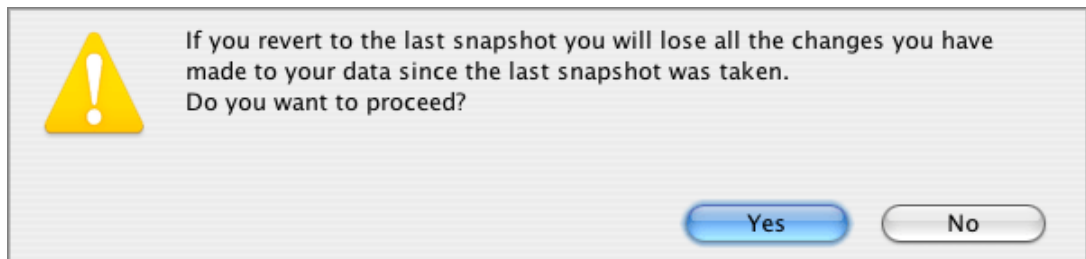 If you revert to the last snapshot you will lose all the changes you have
made to your data since the last snapshot was taken.
Do you want to proceed?
Yes No